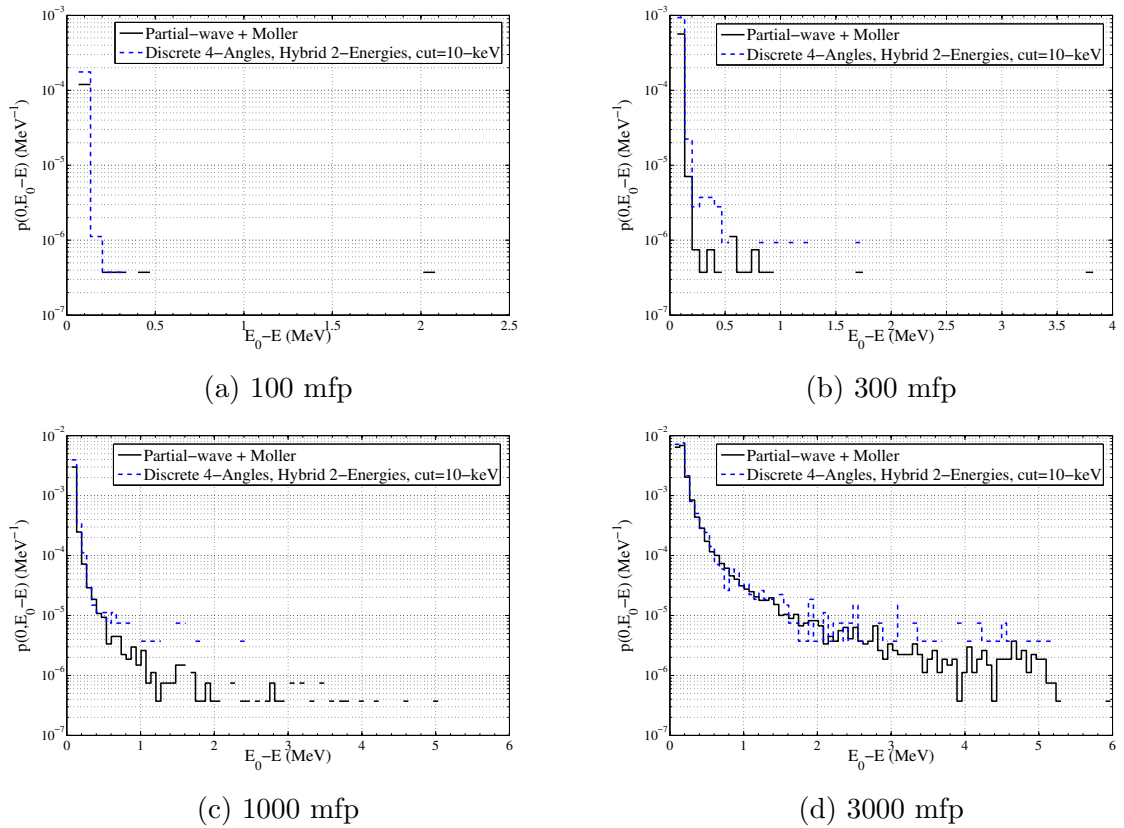 Partial−wave + Moller
Discrete 4−Angles, Hybrid 2−Energies, cut=10−keV
p(0,E₀−E) (MeV⁻¹)
10⁻³
10⁻⁴
10⁻⁵
10⁻⁶
10⁻⁷
0 0.5 1 1.5 2 2.5
E₀−E (MeV)
(a) 100 mfp
Partial−wave + Moller
Discrete 4−Angles, Hybrid 2−Energies, cut=10−keV
p(0,E₀−E) (MeV⁻¹)
10⁻³
10⁻⁴
10⁻⁵
10⁻⁶
10⁻⁷
0 0.5 1 1.5 2 2.5 3 3.5 4
E₀−E (MeV)
(b) 300 mfp
Partial−wave + Moller
Discrete 4−Angles, Hybrid 2−Energies, cut=10−keV
p(0,E₀−E) (MeV⁻¹)
10⁻²
10⁻³
10⁻⁴
10⁻⁵
10⁻⁶
10⁻⁷
0 1 2 3 4 5 6
E₀−E (MeV)
(c) 1000 mfp
Partial−wave + Moller
Discrete 4−Angles, Hybrid 2−Energies, cut=10−keV
p(0,E₀−E) (MeV⁻¹)
10⁻²
10⁻³
10⁻⁴
10⁻⁵
10⁻⁶
10⁻⁷
0 1 2 3 4 5 6
E₀−E (MeV)
(d) 3000 mfp